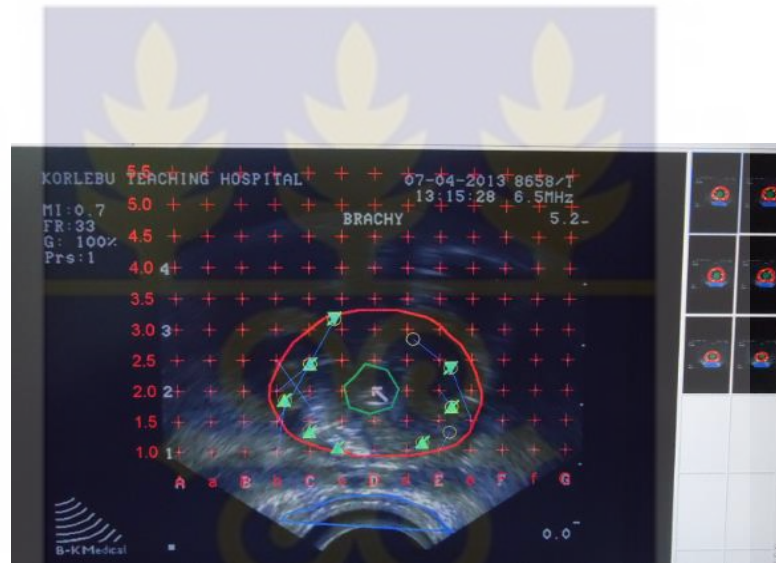 5.5
KORLEBU TEACHING HOSPITAL 07-04-2013 8658/T
13:15:28 6.5MHz
MI:0.7 5.0
FR:33 BRACHY 5.2
G: 100% 4.5
Prs:1
4.0 4
3.5
3.0 3
2.5
2.0 2
1.5
1.0 1
A a B b C c D d E e F f G
0.0
B-K Medical